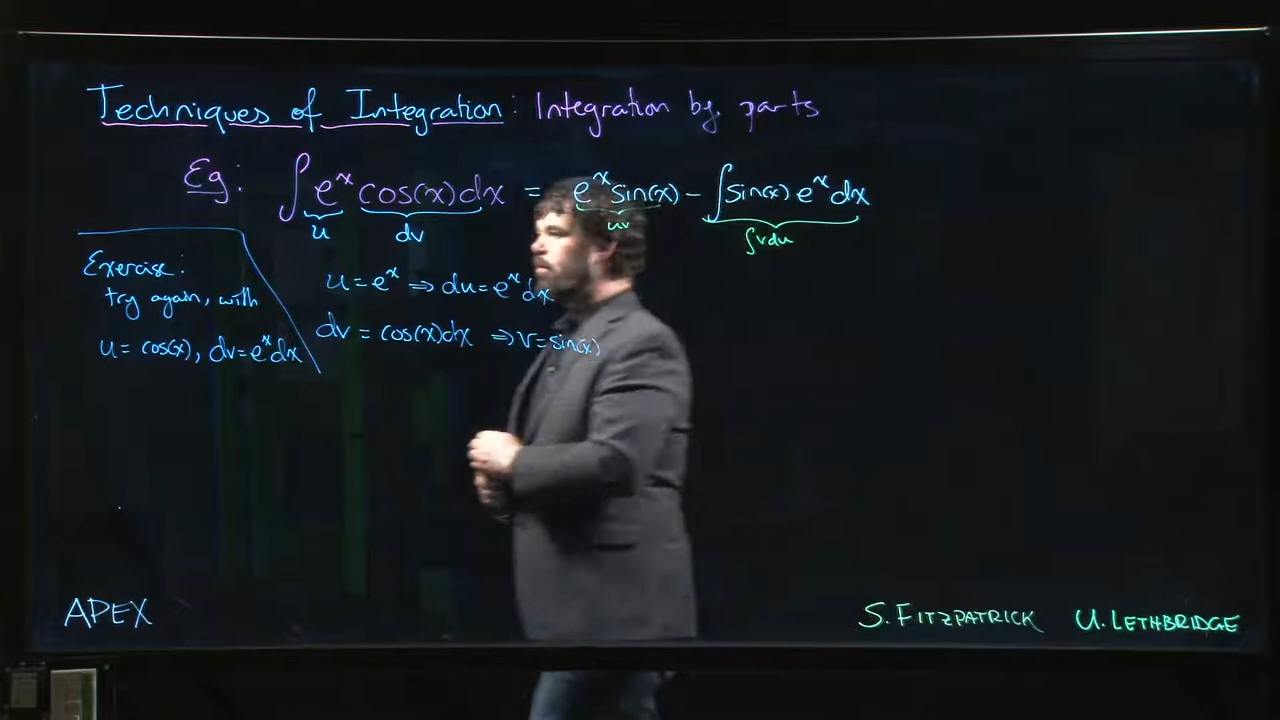 Techniques of Integration: Integration by parts
Eg: ∫ e^x cos(x)dx = e^x sin(x) - ∫ sin(x) e^x dx
u dv uv ∫vdu
Exercise:
try again, with
u = cos(x), dv = e^x dx
u = e^x ⇒ du = e^x dx
dv = cos(x)dx ⇒ v = sin(x)
APEX
S. FITZPATRICK U. LETHBRIDGE